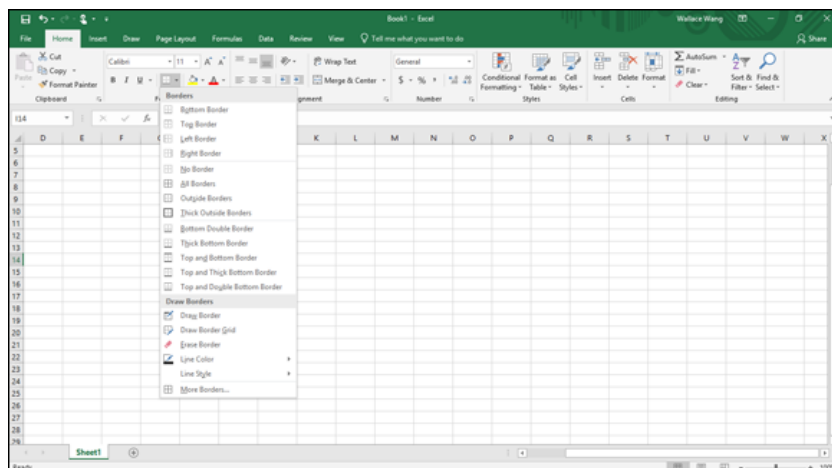 Book1 - Excel
Wallace Wang
File Home Insert Draw Page Layout Formulas Data Review View Tell me what you want to do Share
Cut
Copy
Format Painter
Paste
Clipboard
Calibri 11 A A
B I U A
Wrap Text
Merge & Center
General
$ - % ,
Number
Conditional Formatting
Format as Table
Cell Styles
Styles
Insert Delete Format
Cells
AutoSum
Fill
Clear
Sort & Filter
Find & Select
Editing
I14 fx
D E F K L M N O P Q R S T U V W X
Borders
Bottom Border
Top Border
Left Border
Right Border
No Border
All Borders
Outside Borders
Thick Outside Borders
Bottom Double Border
Thick Bottom Border
Top and Bottom Border
Top and Thick Bottom Border
Top and Double Bottom Border
Draw Borders
Draw Border
Draw Border Grid
Erase Border
Line Color
Line Style
More Borders...
5
6
7
8
9
10
11
12
13
14
15
16
17
18
19
20
21
22
23
24
25
26
27
28
29
Sheet1
Ready